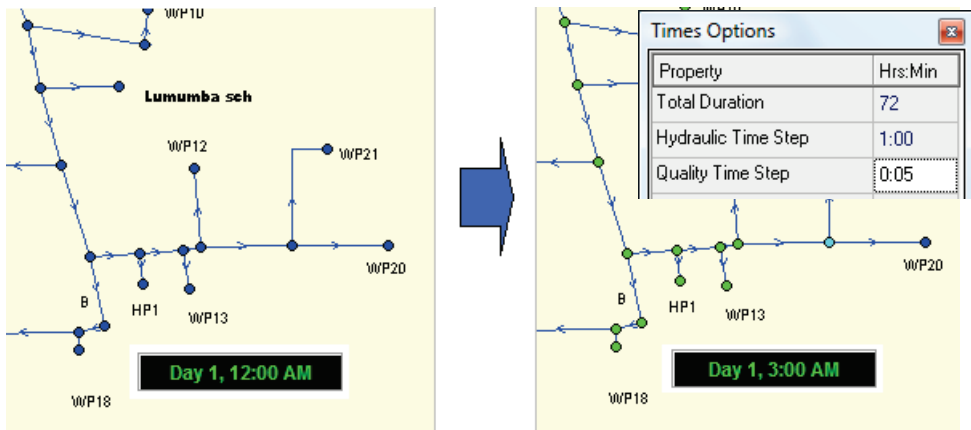 WP10
Lumumba sch
WP12
WP21
WP20
B
HP1
WP13
WP18
Day 1, 12:00 AM
Times Options
Property Hrs:Min
Total Duration 72
Hydraulic Time Step 1:00
Quality Time Step 0:05
WP20
B
HP1
WP13
WP18
Day 1, 3:00 AM